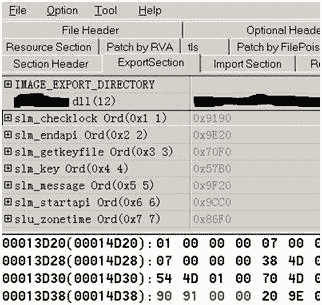 File Option Tool Help
File Header Optional Heade
Resource Section Patch by RVA tls Patch by FilePois
Section Header ExportSection Import Section Re
IMAGE_EXPORT_DIRECTORY
dll(12)
slm_checklock Ord(0x1 1) 0x9190
slm_endapi Ord(0x2 2) 0x9E20
slm_getkeyfile Ord(0x3 3) 0x70F0
slm_key Ord(0x4 4) 0x57B0
slm_message Ord(0x5 5) 0x9F20
slm_startapi Ord(0x6 6) 0x9CC0
slu_zonetime Ord(0x7 7) 0x86F0
00013D20(00014D20): 01 00 00 00 07 00
00013D28(00014D28): 07 00 00 00 38 4D
00013D30(00014D30): 54 4D 01 00 70 4D
00013D38(00014D38): 90 91 00 00 20 9E